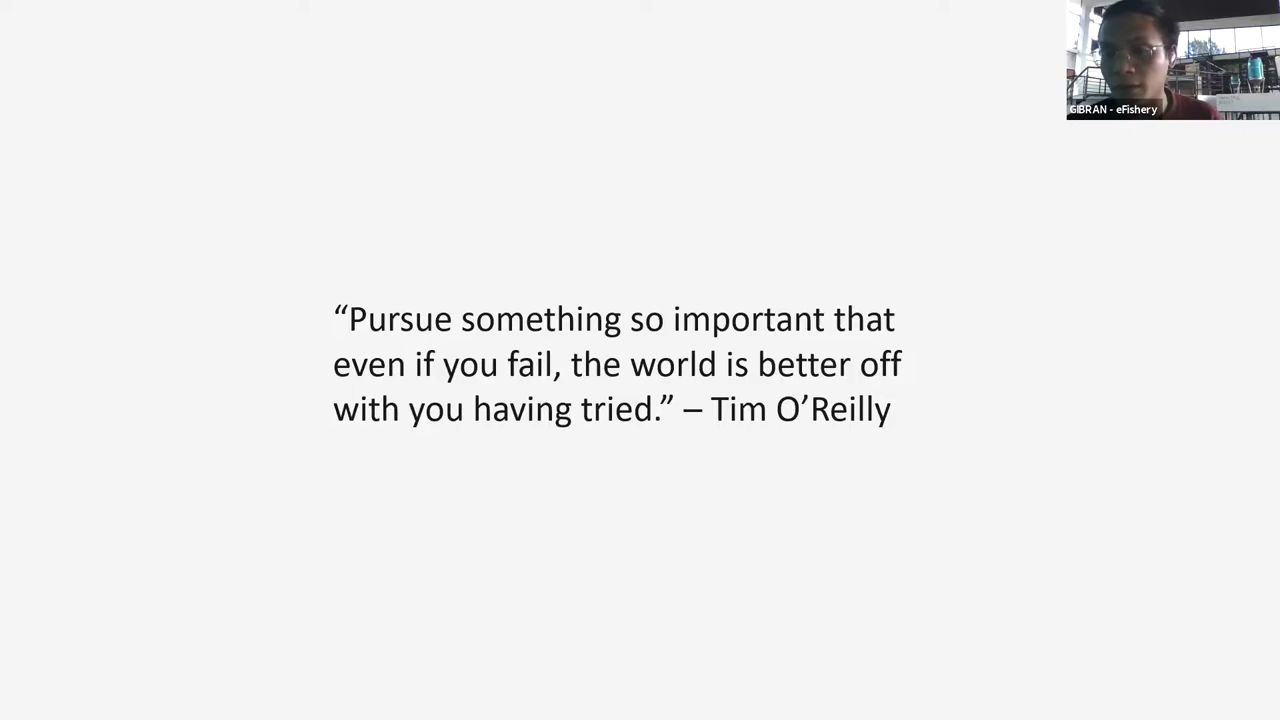 GIBRAN - eFishery
“Pursue something so important that
even if you fail, the world is better off
with you having tried.” – Tim O’Reilly